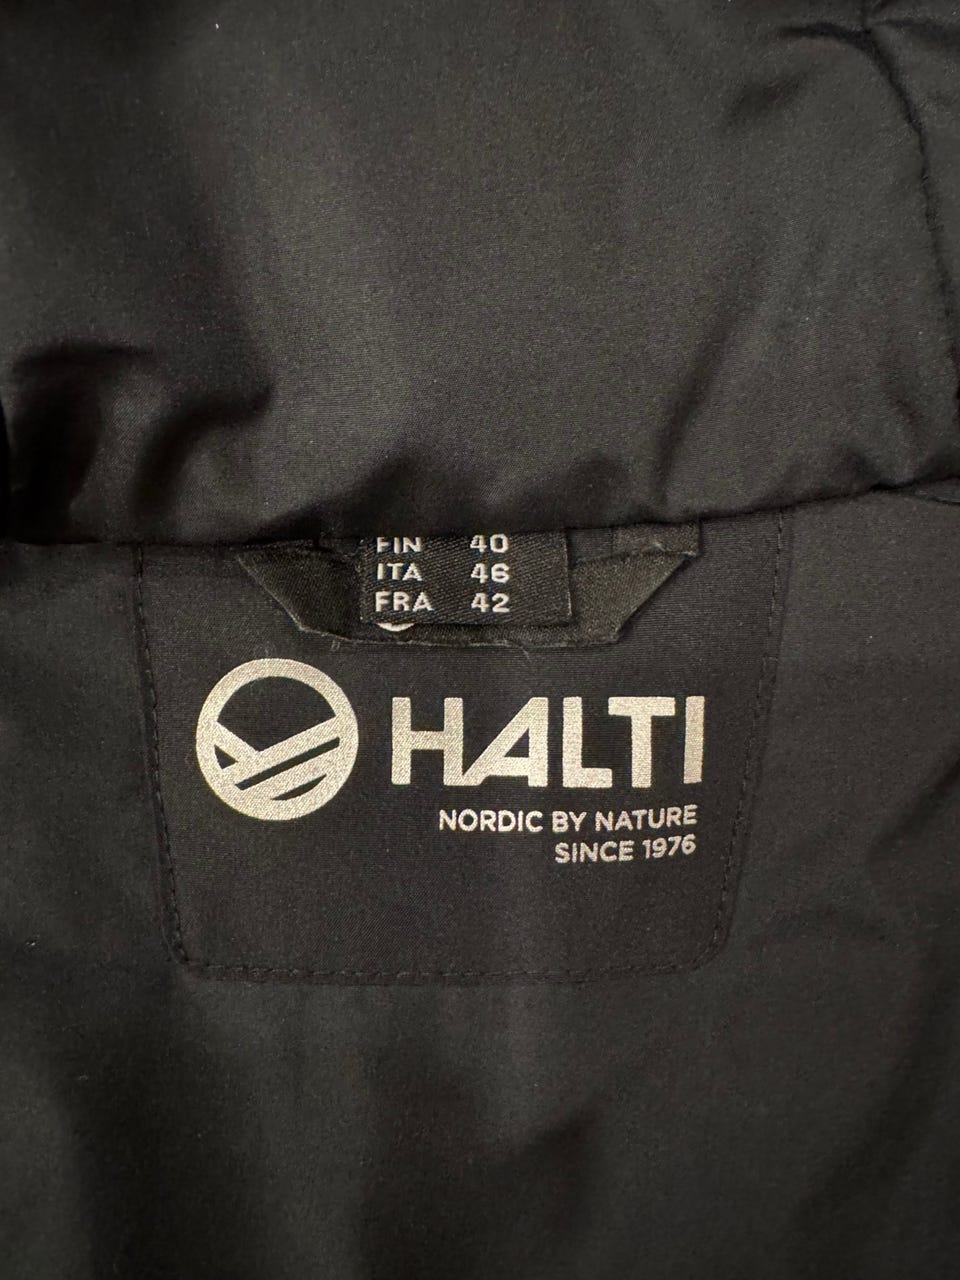 FIN 40
ITA 46
FRA 42
HALTI
NORDIC BY NATURE
SINCE 1976